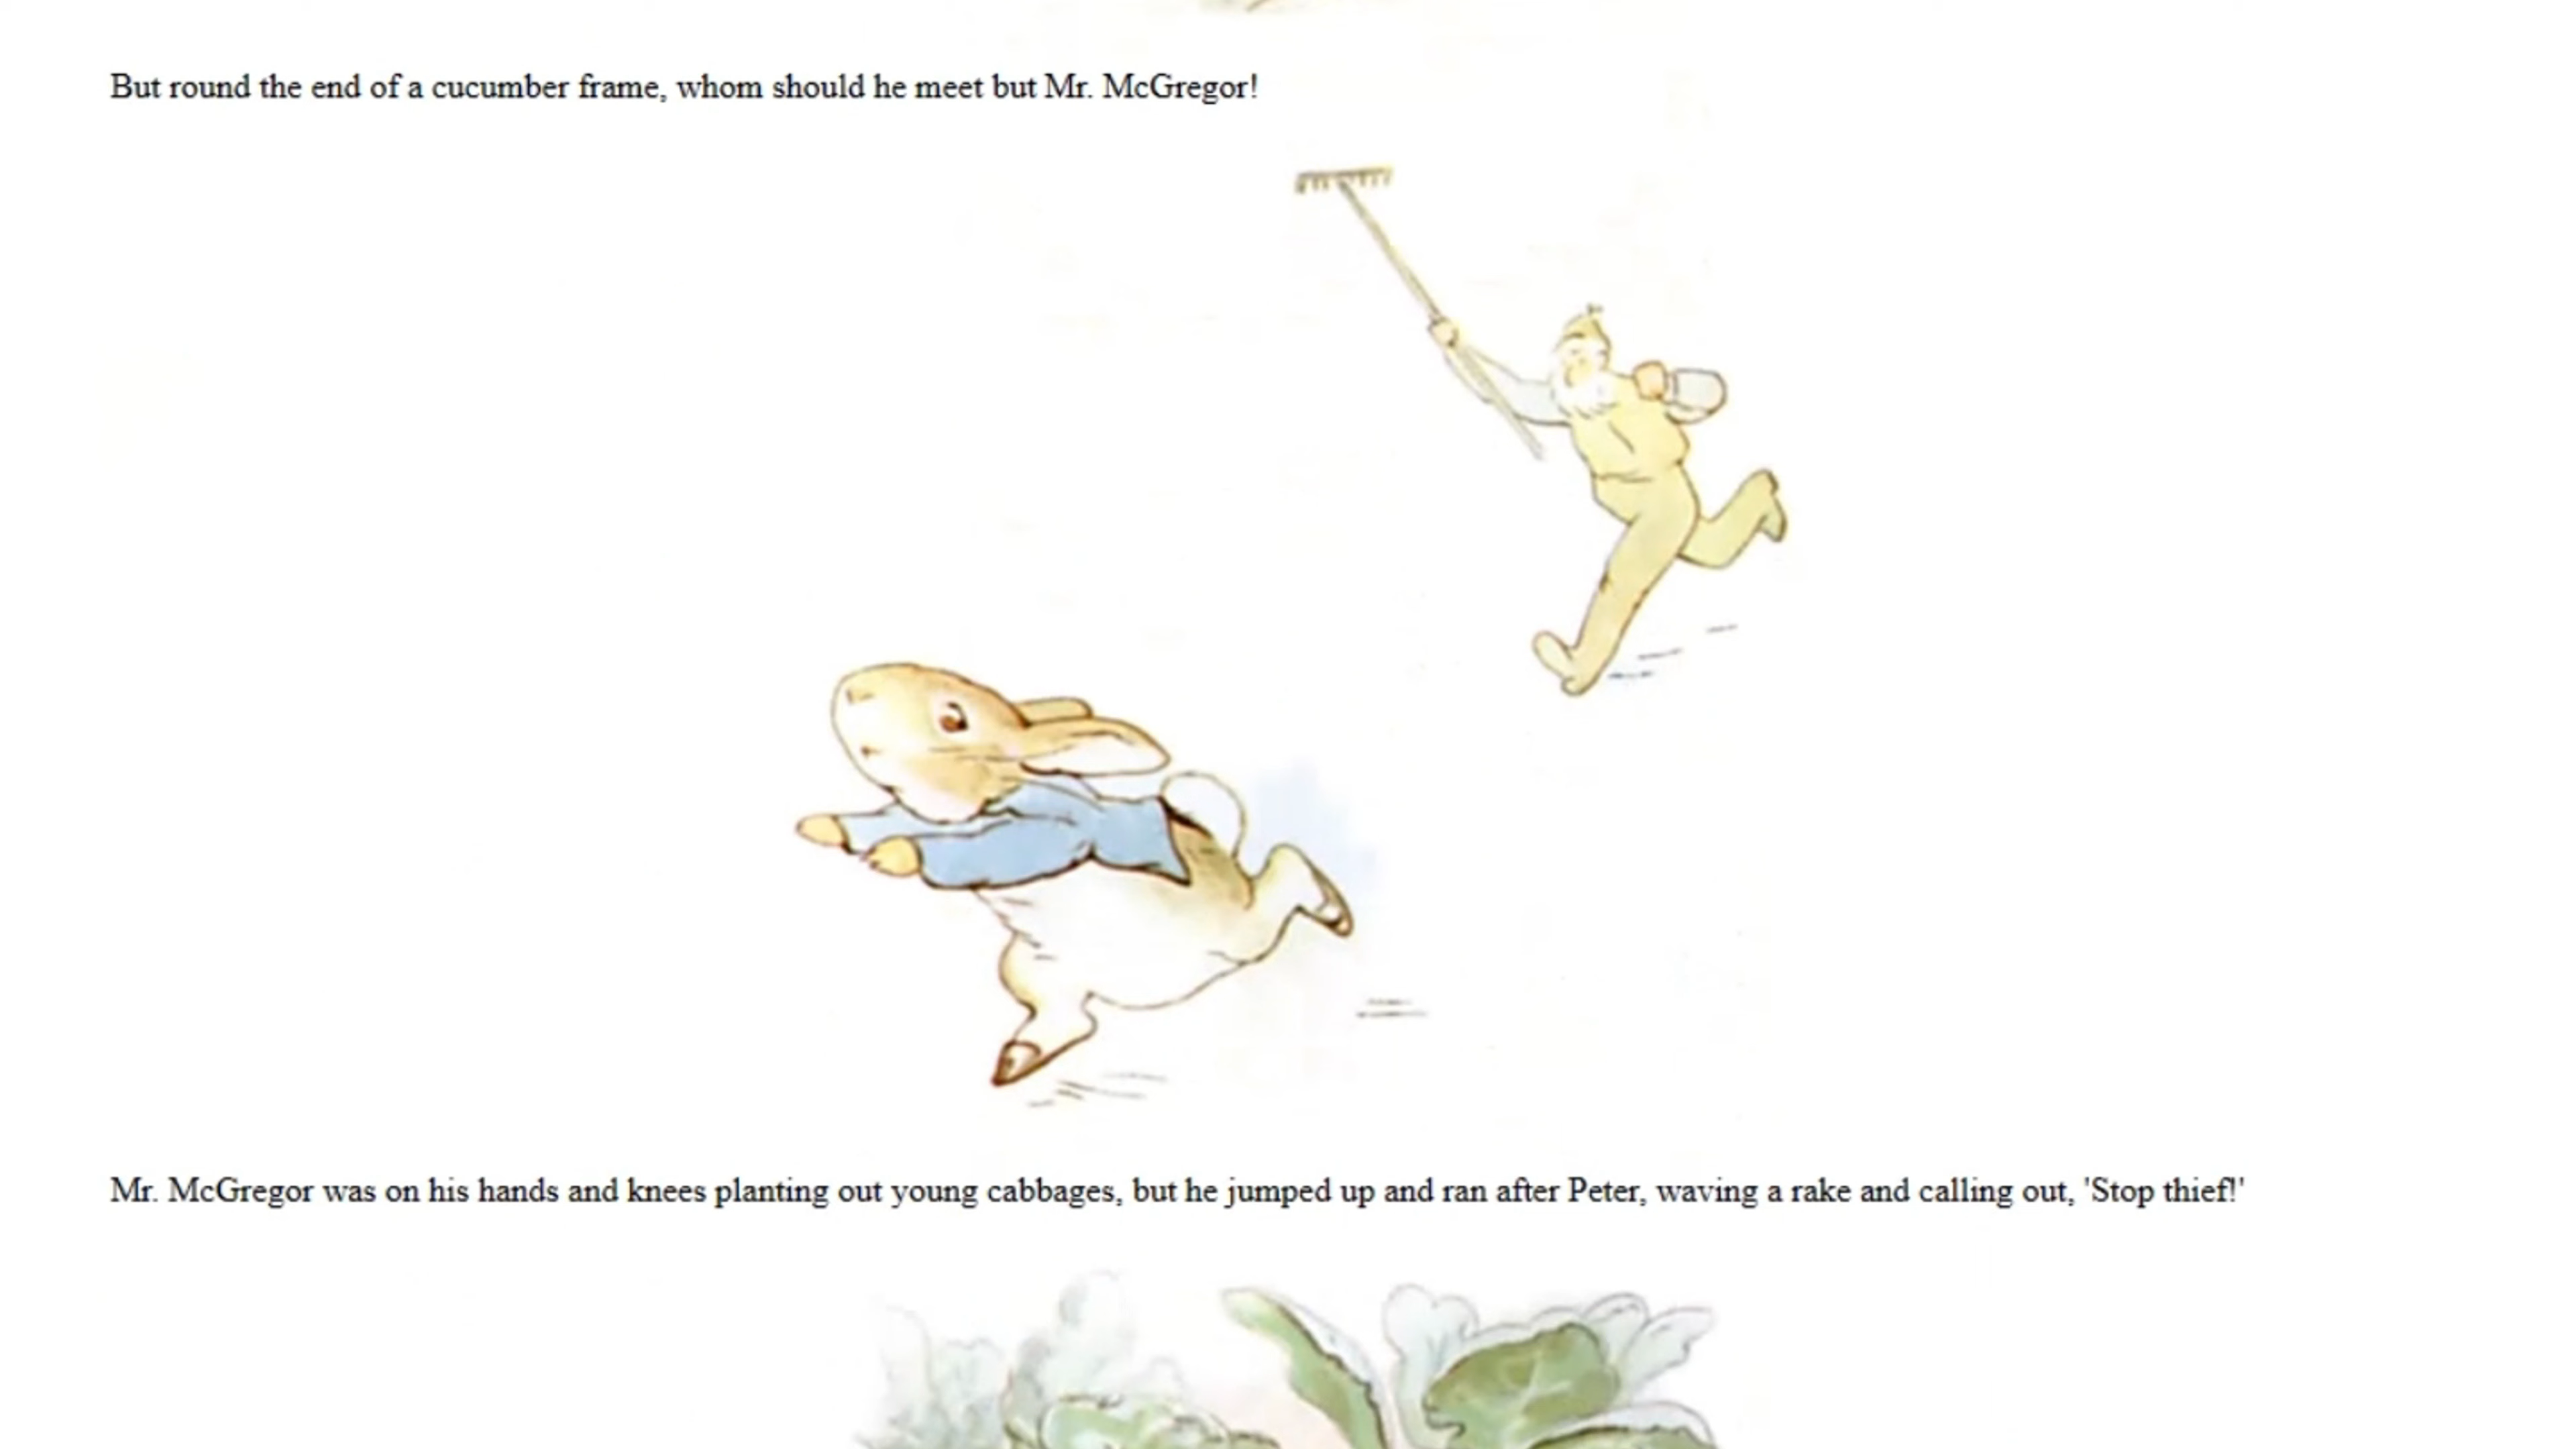 But round the end of a cucumber frame, whom should he meet but Mr. McGregor!
Mr. McGregor was on his hands and knees planting out young cabbages, but he jumped up and ran after Peter, waving a rake and calling out, 'Stop thief!'